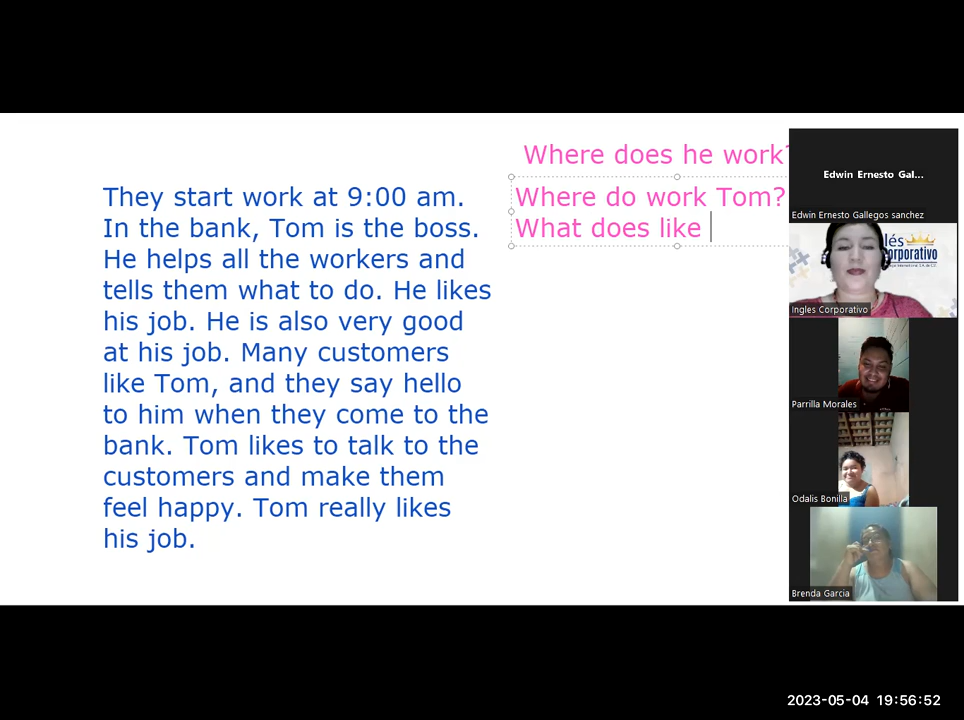 Where does he work?
Where do work Tom?
What does like
They start work at 9:00 am.
In the bank, Tom is the boss.
He helps all the workers and
tells them what to do. He likes
his job. He is also very good
at his job. Many customers
like Tom, and they say hello
to him when they come to the
bank. Tom likes to talk to the
customers and make them
feel happy. Tom really likes
his job.
Edwin Ernesto Gal...
Edwin Ernesto Gallegos sanchez
lés
orporativo
Ingles Corporativo
Parrilla Morales
Odalis Bonilla
Brenda Garcia
2023-05-04 19:56:52